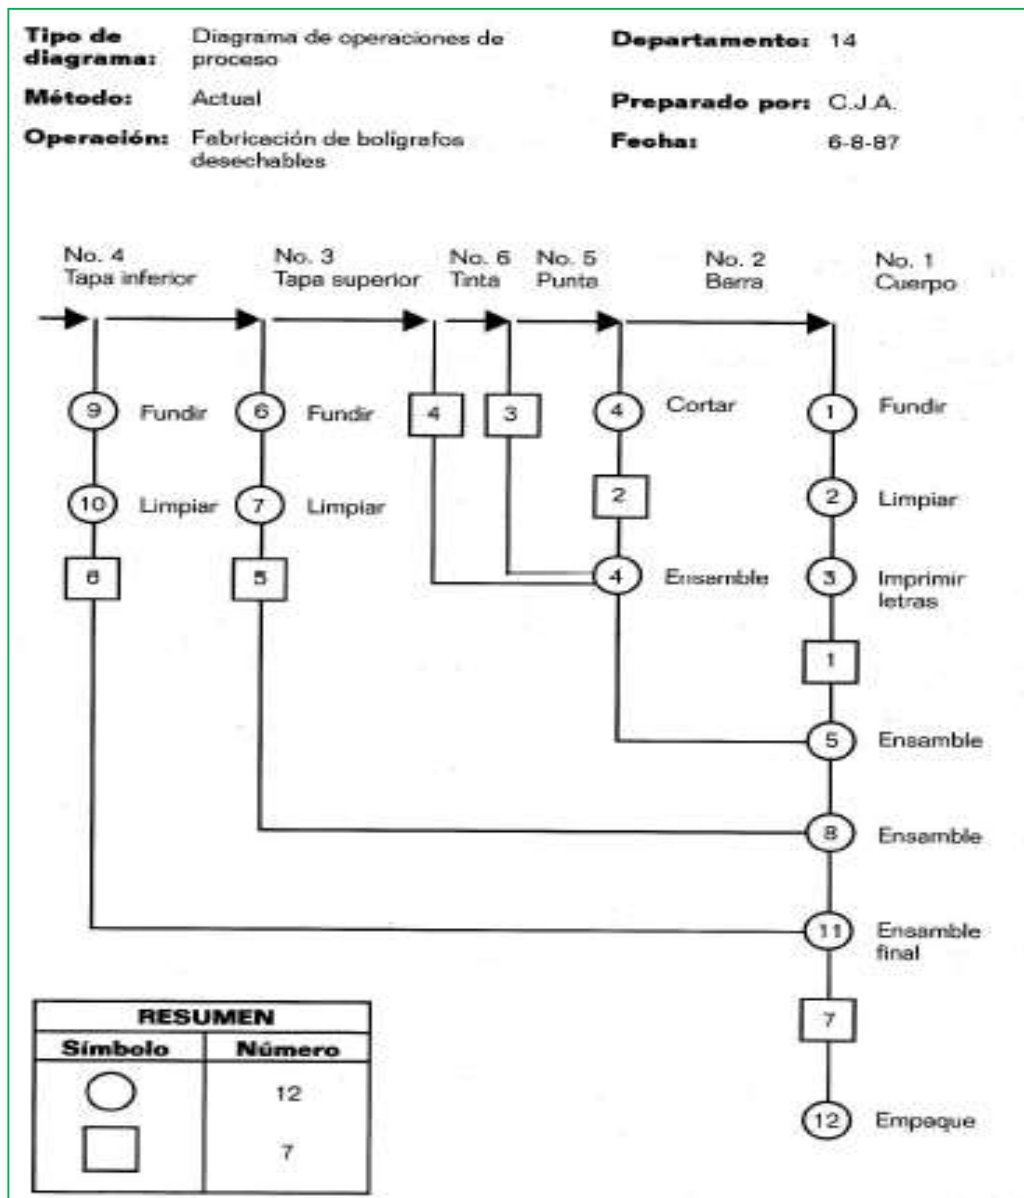 Tipo de diagrama: Diagrama de operaciones de proceso
Departamento: 14
Método: Actual
Preparado por: C.J.A.
Operación: Fabricación de bolígrafos desechables
Fecha: 6-8-87
No. 4 Tapa inferior
No. 3 Tapa superior
No. 6 Tinta
No. 5 Punta
No. 2 Barra
No. 1 Cuerpo
9 Fundir 6 Fundir 4 3 4 Cortar 1 Fundir
10 Limpiar 7 Limpiar 2 2 Limpiar
6 5 4 Ensamble 3 Imprimir letras
1
5 Ensamble
8 Ensamble
11 Ensamble final
7
12 Empaque
RESUMEN
Símbolo Número
12
7